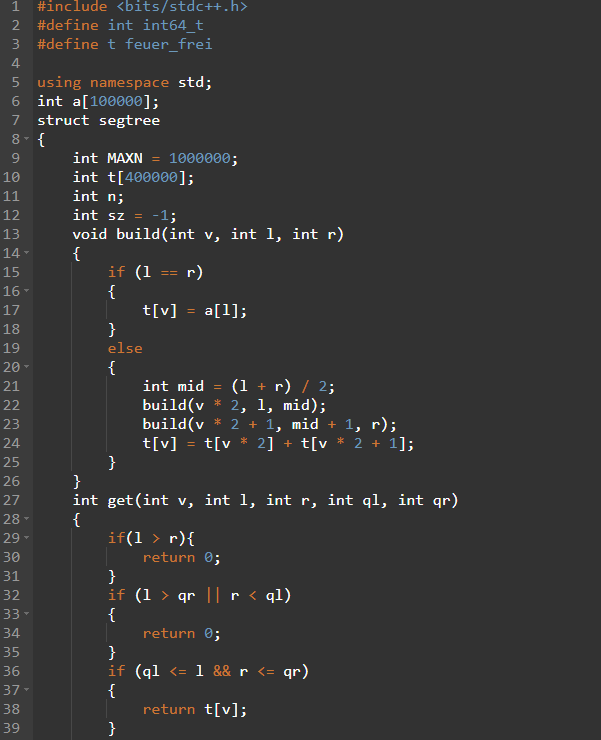 1 #include <bits/stdc++.h>
2 #define int int64_t
3 #define t feuer_frei
4
5 using namespace std;
6 int a[100000];
7 struct segtree
8 {
9     int MAXN = 1000000;
10     int t[400000];
11     int n;
12     int sz = -1;
13     void build(int v, int l, int r)
14     {
15         if (l == r)
16         {
17             t[v] = a[l];
18         }
19         else
20         {
21             int mid = (l + r) / 2;
22             build(v * 2, l, mid);
23             build(v * 2 + 1, mid + 1, r);
24             t[v] = t[v * 2] + t[v * 2 + 1];
25         }
26     }
27     int get(int v, int l, int r, int ql, int qr)
28     {
29         if(l > r){
30             return 0;
31         }
32         if (l > qr || r < ql)
33         {
34             return 0;
35         }
36         if (ql <= l && r <= qr)
37         {
38             return t[v];
39         }